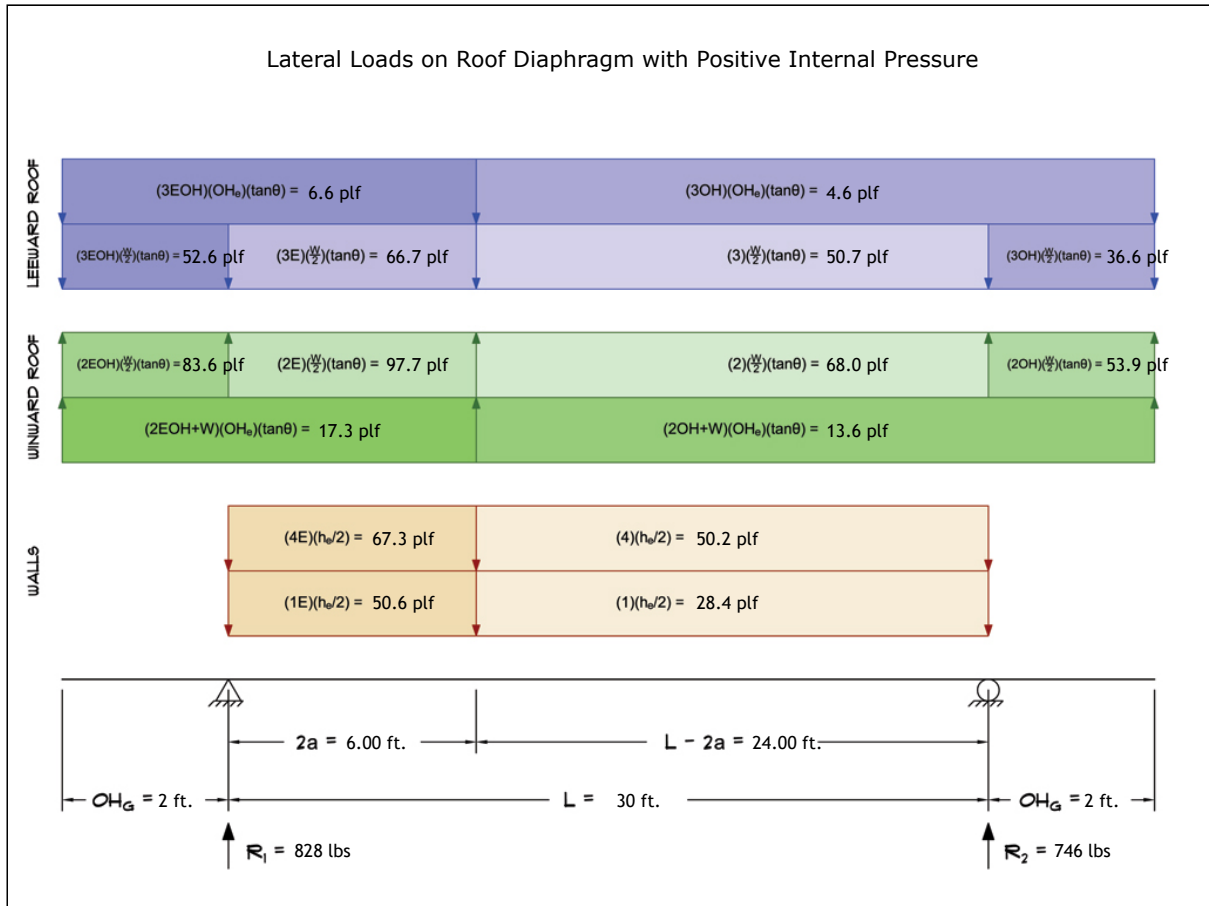 Lateral Loads on Roof Diaphragm with Positive Internal Pressure
LEEWARD ROOF
(3EOH)(OHₑ)(tanθ) = 6.6 plf
(3OH)(OHₑ)(tanθ) = 4.6 plf
(3EOH)(W/2)(tanθ) = 52.6 plf
(3E)(W/2)(tanθ) = 66.7 plf
(3)(W/2)(tanθ) = 50.7 plf
(3OH)(W/2)(tanθ) = 36.6 plf
WINWARD ROOF
(2EOH)(W/2)(tanθ) = 83.6 plf
(2E)(W/2)(tanθ) = 97.7 plf
(2)(W/2)(tanθ) = 68.0 plf
(2OH)(W/2)(tanθ) = 53.9 plf
(2EOH+W)(OHₑ)(tanθ) = 17.3 plf
(2OH+W)(OHₑ)(tanθ) = 13.6 plf
WALLS
(4E)(hₑ/2) = 67.3 plf
(4)(hₑ/2) = 50.2 plf
(1E)(hₑ/2) = 50.6 plf
(1)(hₑ/2) = 28.4 plf
2a = 6.00 ft.
L - 2a = 24.00 ft.
OH_G = 2 ft.
L = 30 ft.
OH_G = 2 ft.
R₁ = 828 lbs
R₂ = 746 lbs